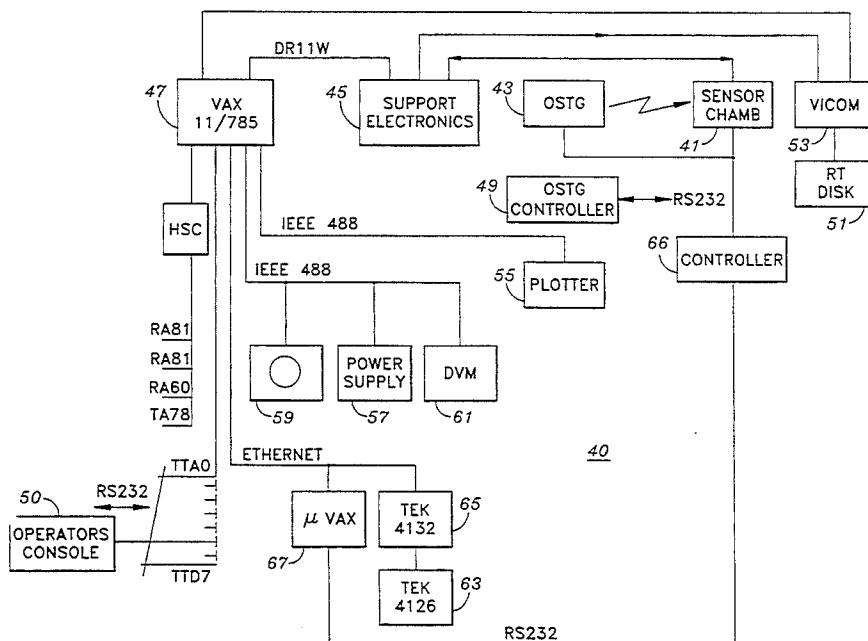 DR11W
47
VAX
11/785
45
SUPPORT
ELECTRONICS
43
OSTG
SENSOR
CHAMB
41
VICOM
53
RT
DISK
51
49
OSTG
CONTROLLER
RS232
HSC
IEEE 488
66
CONTROLLER
55
PLOTTER
IEEE 488
RA81
RA81
RA60
TA78
59
POWER
SUPPLY
57
DVM
61
40
ETHERNET
TTA0
RS232
50
OPERATORS
CONSOLE
TTD7
μ VAX
67
TEK
4132
65
TEK
4126
63
RS232